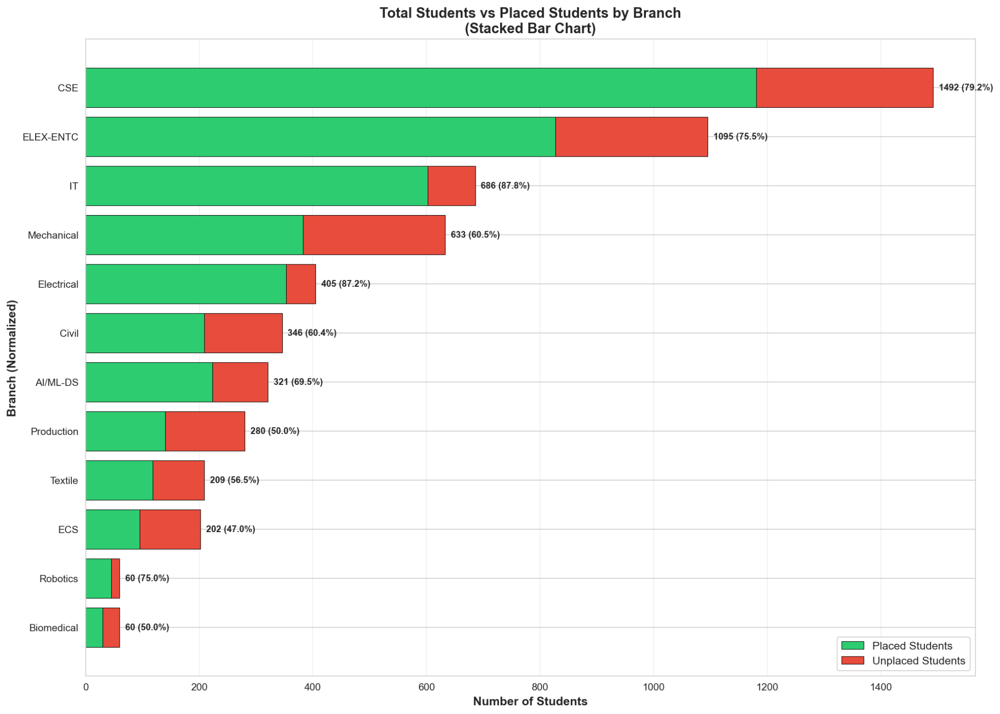 Total Students vs Placed Students by Branch
(Stacked Bar Chart)
Branch (Normalized)
CSE
1492 (79.2%)
ELEX-ENTC
1095 (75.5%)
IT
686 (87.8%)
Mechanical
633 (60.5%)
Electrical
405 (87.2%)
Civil
346 (60.4%)
AI/ML-DS
321 (69.5%)
Production
280 (50.0%)
Textile
209 (56.5%)
ECS
202 (47.0%)
Robotics
60 (75.0%)
Biomedical
60 (50.0%)
Placed Students
Unplaced Students
0 200 400 600 800 1000 1200 1400
Number of Students